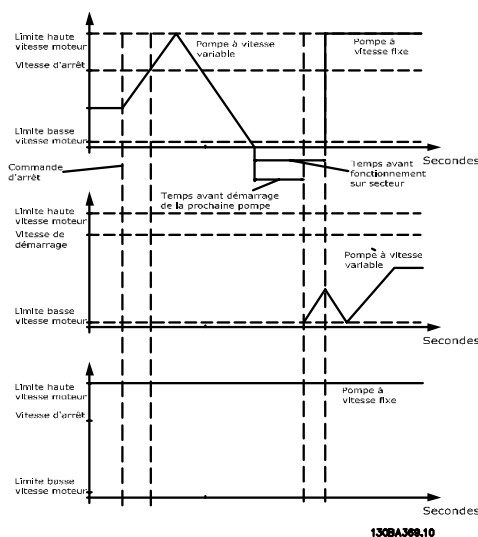 Limite haute
vitesse moteur
Pompe à vitesse
variable
Pompe à
vitesse fixe
Vitesse d'arrêt
Limite basse
vitesse moteur
Secondes
Commande
d'arrêt
Temps avant
fonctionnement
sur secteur
Temps avant démarrage
de la prochaine pompe
Limite haute
vitesse moteur
Vitesse de
démarrage
Pompe à vitesse
variable
Limite basse
vitesse moteur
Secondes
Limite haute
vitesse moteur
Pompe à
vitesse fixe
Vitesse d'arrêt
Limite basse
vitesse moteur
Secondes
130BA369.10